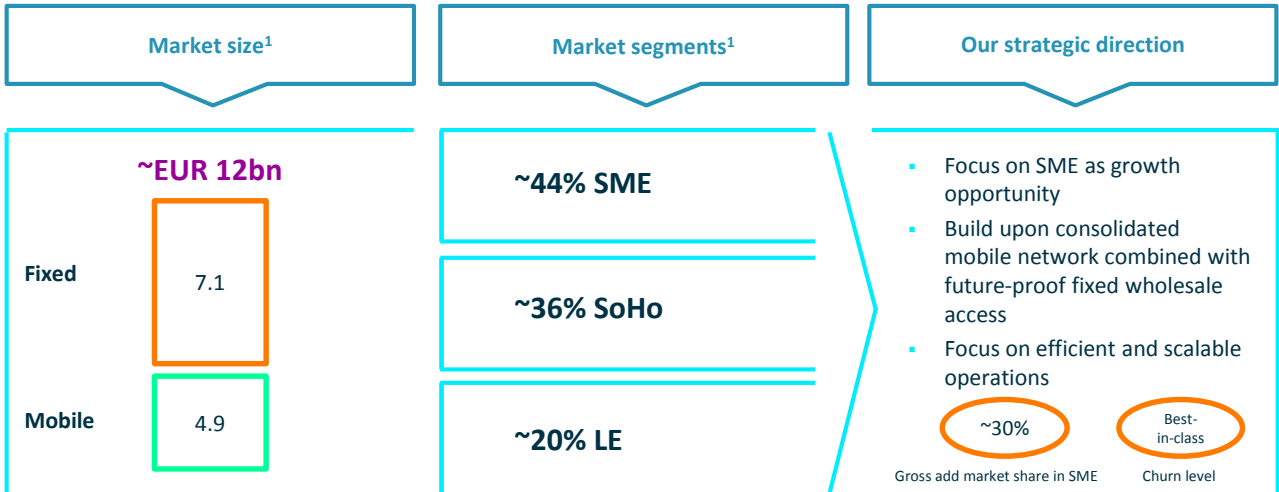 Market size¹
Market segments¹
Our strategic direction
~EUR 12bn
Fixed
7.1
Mobile
4.9
~44% SME
~36% SoHo
~20% LE
▪ Focus on SME as growth
opportunity
▪ Build upon consolidated
mobile network combined with
future-proof fixed wholesale
access
▪ Focus on efficient and scalable
operations
~30%
Gross add market share in SME
Best-
in-class
Churn level